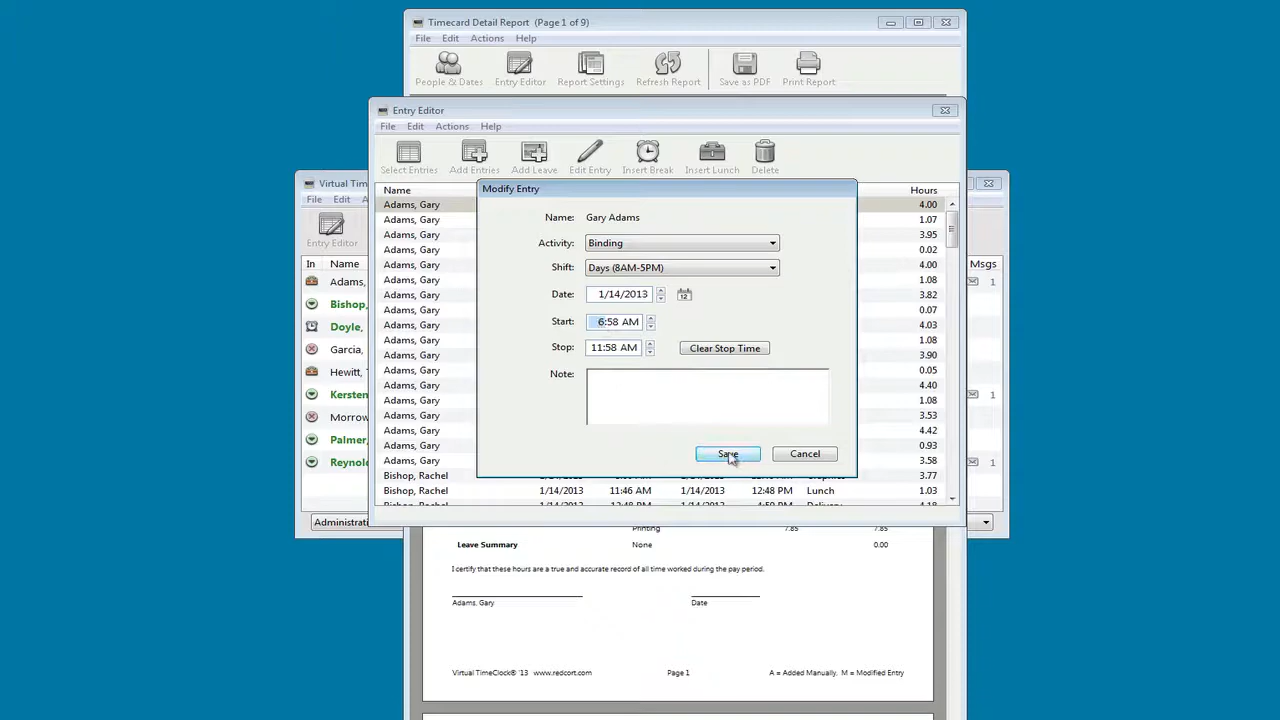 Timecard Detail Report (Page 1 of 9)
File Edit Actions Help
People & Dates Entry Editor Report Settings Refresh Report Save as PDF Print Report
Entry Editor
File Edit Actions Help
Select Entries Add Entries Add Leave Edit Entry Insert Break Insert Lunch Delete
Virtual
File Edit
Entry Editor
In Name
Adams,
Bishop,
Doyle,
Garcia,
Hewitt,
Morrow
Palmer,
Msgs
1
1
1
Name Hours
Adams, Gary 4.00
Adams, Gary 1.07
Adams, Gary 3.95
Adams, Gary 0.02
Adams, Gary 4.00
Adams, Gary 1.08
Adams, Gary 3.82
Adams, Gary 0.07
Adams, Gary 4.03
Adams, Gary 1.08
Adams, Gary 3.90
Adams, Gary 0.05
Adams, Gary 4.40
Adams, Gary 1.08
Adams, Gary 3.53
Adams, Gary 4.42
Adams, Gary 0.93
Adams, Gary 3.58
Bishop, Rachel 3.77
Bishop, Rachel 1/14/2013 11:46 AM 1/14/2013 12:48 PM Lunch 1.03
Modify Entry
Name: Gary Adams
Activity: Binding
Shift: Days (8AM-5PM)
Date: 1/14/2013 12
Start: 6:58 AM
Stop: 11:58 AM Clear Stop Time
Note:
Save Cancel
Printing 7.85 7.85
Leave Summary None 0.00
I certify that these hours are a true and accurate record of all time worked during the pay period.
Adams, Gary Date
Virtual TimeClock® '13 www.redcort.com Page 1 A = Added Manually, M = Modified Entry